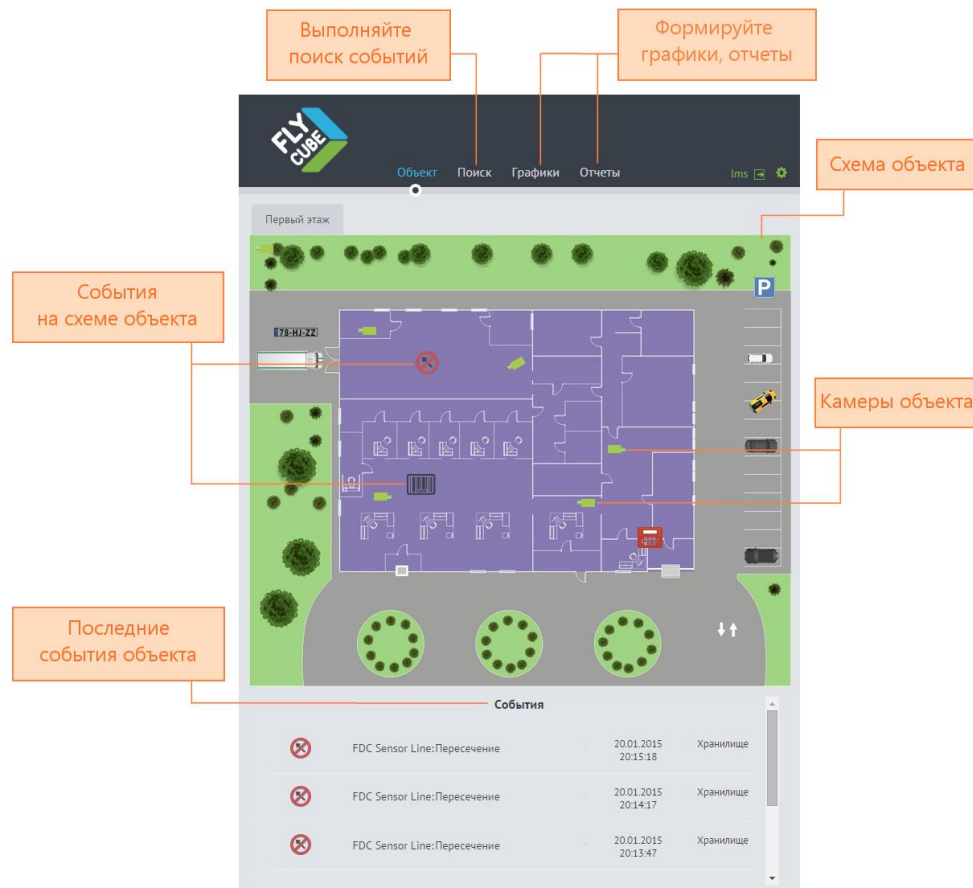 Выполняйте
поиск событий
Формируйте
графики, отчеты
FLY
CUBE
Объект Поиск Графики Отчеты lms
Схема объекта
Первый этаж
События
на схеме объекта
P
78-HJ-ZZ
Камеры объекта
Последние
события объекта
События
FDC Sensor Line:Пересечение 20.01.2015 Хранилище
20:15:18
FDC Sensor Line:Пересечение 20.01.2015 Хранилище
20:14:17
FDC Sensor Line:Пересечение 20.01.2015 Хранилище
20:13:47